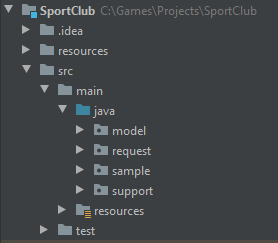 SportClub C:\Games\Projects\SportClub
.idea
resources
src
main
java
model
request
sample
support
resources
test